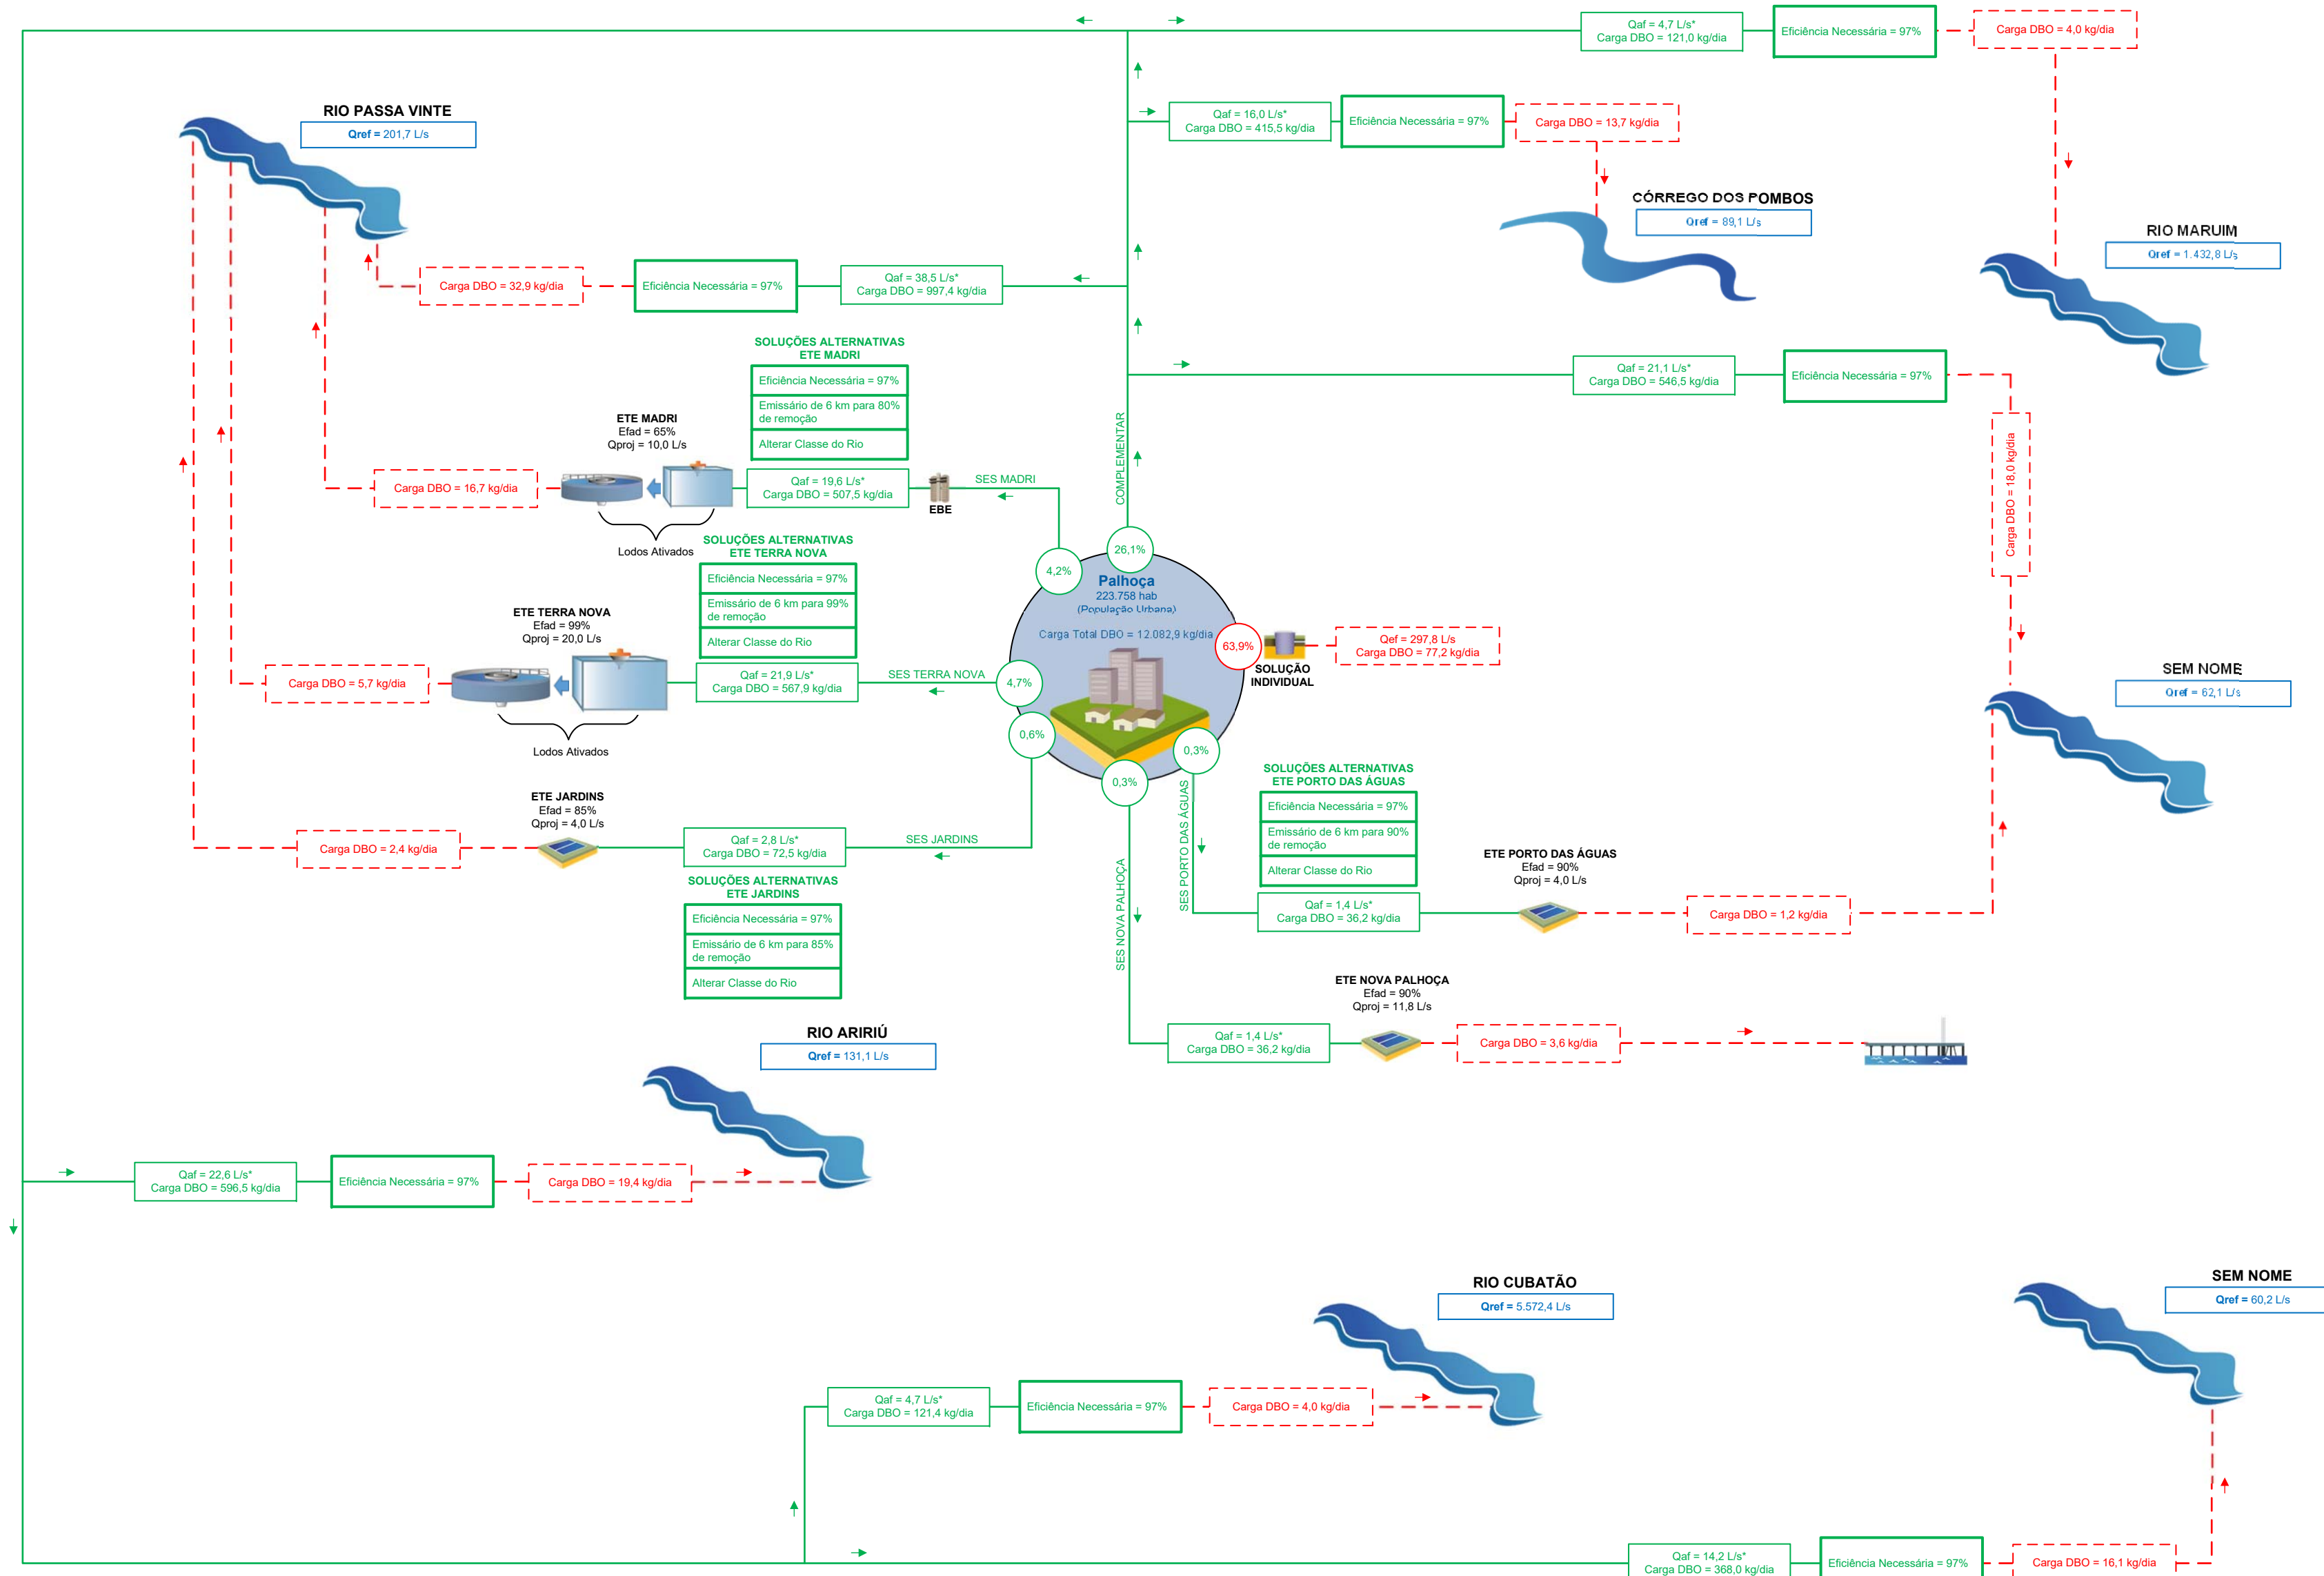 Qaf = 4,7 L/s*
Carga DBO = 121,0 kg/dia
Eficiência Necessária = 97%
Carga DBO = 4,0 kg/dia
RIO PASSA VINTE
Qref = 201,7 L/s
Qaf = 16,0 L/s*
Carga DBO = 415,5 kg/dia
Eficiência Necessária = 97%
Carga DBO = 13,7 kg/dia
CÓRREGO DOS POMBOS
Qref = 89,1 L/s
RIO MARUIM
Qref = 1.432,8 L/s
Carga DBO = 32,9 kg/dia
Eficiência Necessária = 97%
Qaf = 38,5 L/s*
Carga DBO = 997,4 kg/dia
SOLUÇÕES ALTERNATIVAS
ETE MADRI
Eficiência Necessária = 97%
Emissário de 6 km para 80%
de remoção
Alterar Classe do Rio
Qaf = 21,1 L/s*
Carga DBO = 546,5 kg/dia
Eficiência Necessária = 97%
Carga DBO = 18,0 kg/dia
COMPLEMENTAR
ETE MADRI
Efad = 65%
Qproj = 10,0 L/s
Carga DBO = 16,7 kg/dia
Qaf = 19,6 L/s*
Carga DBO = 507,5 kg/dia
EBE
SES MADRI
Lodos Ativados
SOLUÇÕES ALTERNATIVAS
ETE TERRA NOVA
Eficiência Necessária = 97%
Emissário de 6 km para 99%
de remoção
Alterar Classe do Rio
26,1%
4,2%
Palhoça
223.758 hab
(População Urbana)
Carga Total DBO = 12.082,9 kg/dia
63,9%
SOLUÇÃO
INDIVIDUAL
Qef = 297,8 L/s
Carga DBO = 77,2 kg/dia
ETE TERRA NOVA
Efad = 99%
Qproj = 20,0 L/s
Carga DBO = 5,7 kg/dia
Qaf = 21,9 L/s*
Carga DBO = 567,9 kg/dia
SES TERRA NOVA
4,7%
Lodos Ativados
SEM NOME
Qref = 62,1 L/s
0,6%
0,3%
0,3%
ETE JARDINS
Efad = 85%
Qproj = 4,0 L/s
Carga DBO = 2,4 kg/dia
Qaf = 2,8 L/s*
Carga DBO = 72,5 kg/dia
SES JARDINS
SOLUÇÕES ALTERNATIVAS
ETE JARDINS
Eficiência Necessária = 97%
Emissário de 6 km para 85%
de remoção
Alterar Classe do Rio
SES NOVA PALHOÇA
SES PORTO DAS ÁGUAS
SOLUÇÕES ALTERNATIVAS
ETE PORTO DAS ÁGUAS
Eficiência Necessária = 97%
Emissário de 6 km para 90%
de remoção
Alterar Classe do Rio
Qaf = 1,4 L/s*
Carga DBO = 36,2 kg/dia
ETE PORTO DAS ÁGUAS
Efad = 90%
Qproj = 4,0 L/s
Carga DBO = 1,2 kg/dia
ETE NOVA PALHOÇA
Efad = 90%
Qproj = 11,8 L/s
Qaf = 1,4 L/s*
Carga DBO = 36,2 kg/dia
Carga DBO = 3,6 kg/dia
RIO ARIRIÚ
Qref = 131,1 L/s
Qaf = 22,6 L/s*
Carga DBO = 596,5 kg/dia
Eficiência Necessária = 97%
Carga DBO = 19,4 kg/dia
RIO CUBATÃO
Qref = 5.572,4 L/s
SEM NOME
Qref = 60,2 L/s
Qaf = 4,7 L/s*
Carga DBO = 121,4 kg/dia
Eficiência Necessária = 97%
Carga DBO = 4,0 kg/dia
Qaf = 14,2 L/s*
Carga DBO = 368,0 kg/dia
Eficiência Necessária = 97%
Carga DBO = 16,1 kg/dia